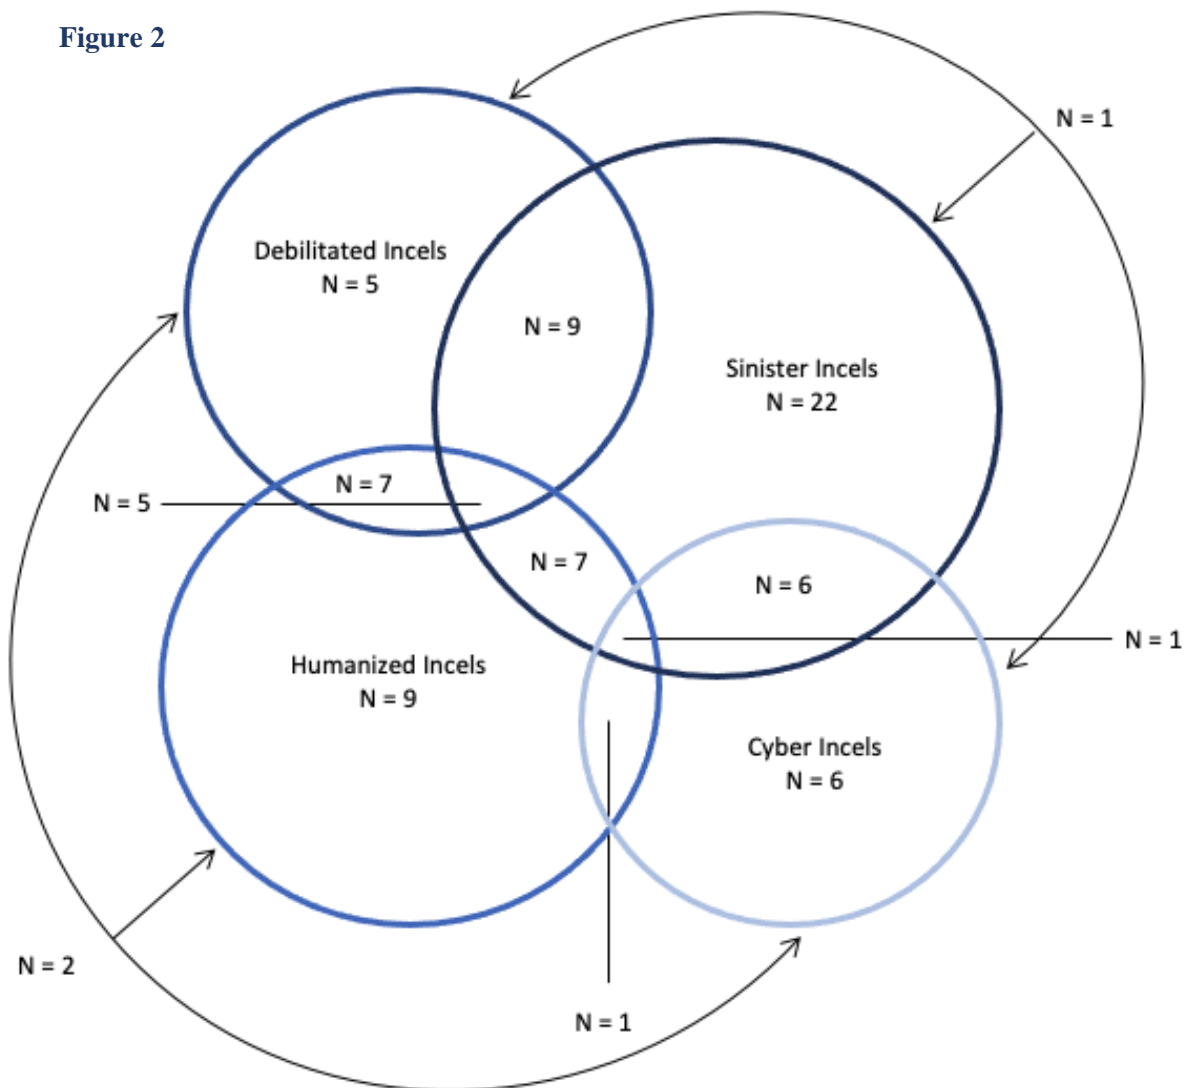 Figure 2
N = 1
Debilitated Incels
N = 5
N = 9
Sinister Incels
N = 22
N = 7
N = 5
N = 7
N = 6
N = 1
Humanized Incels
N = 9
Cyber Incels
N = 6
N = 2
N = 1